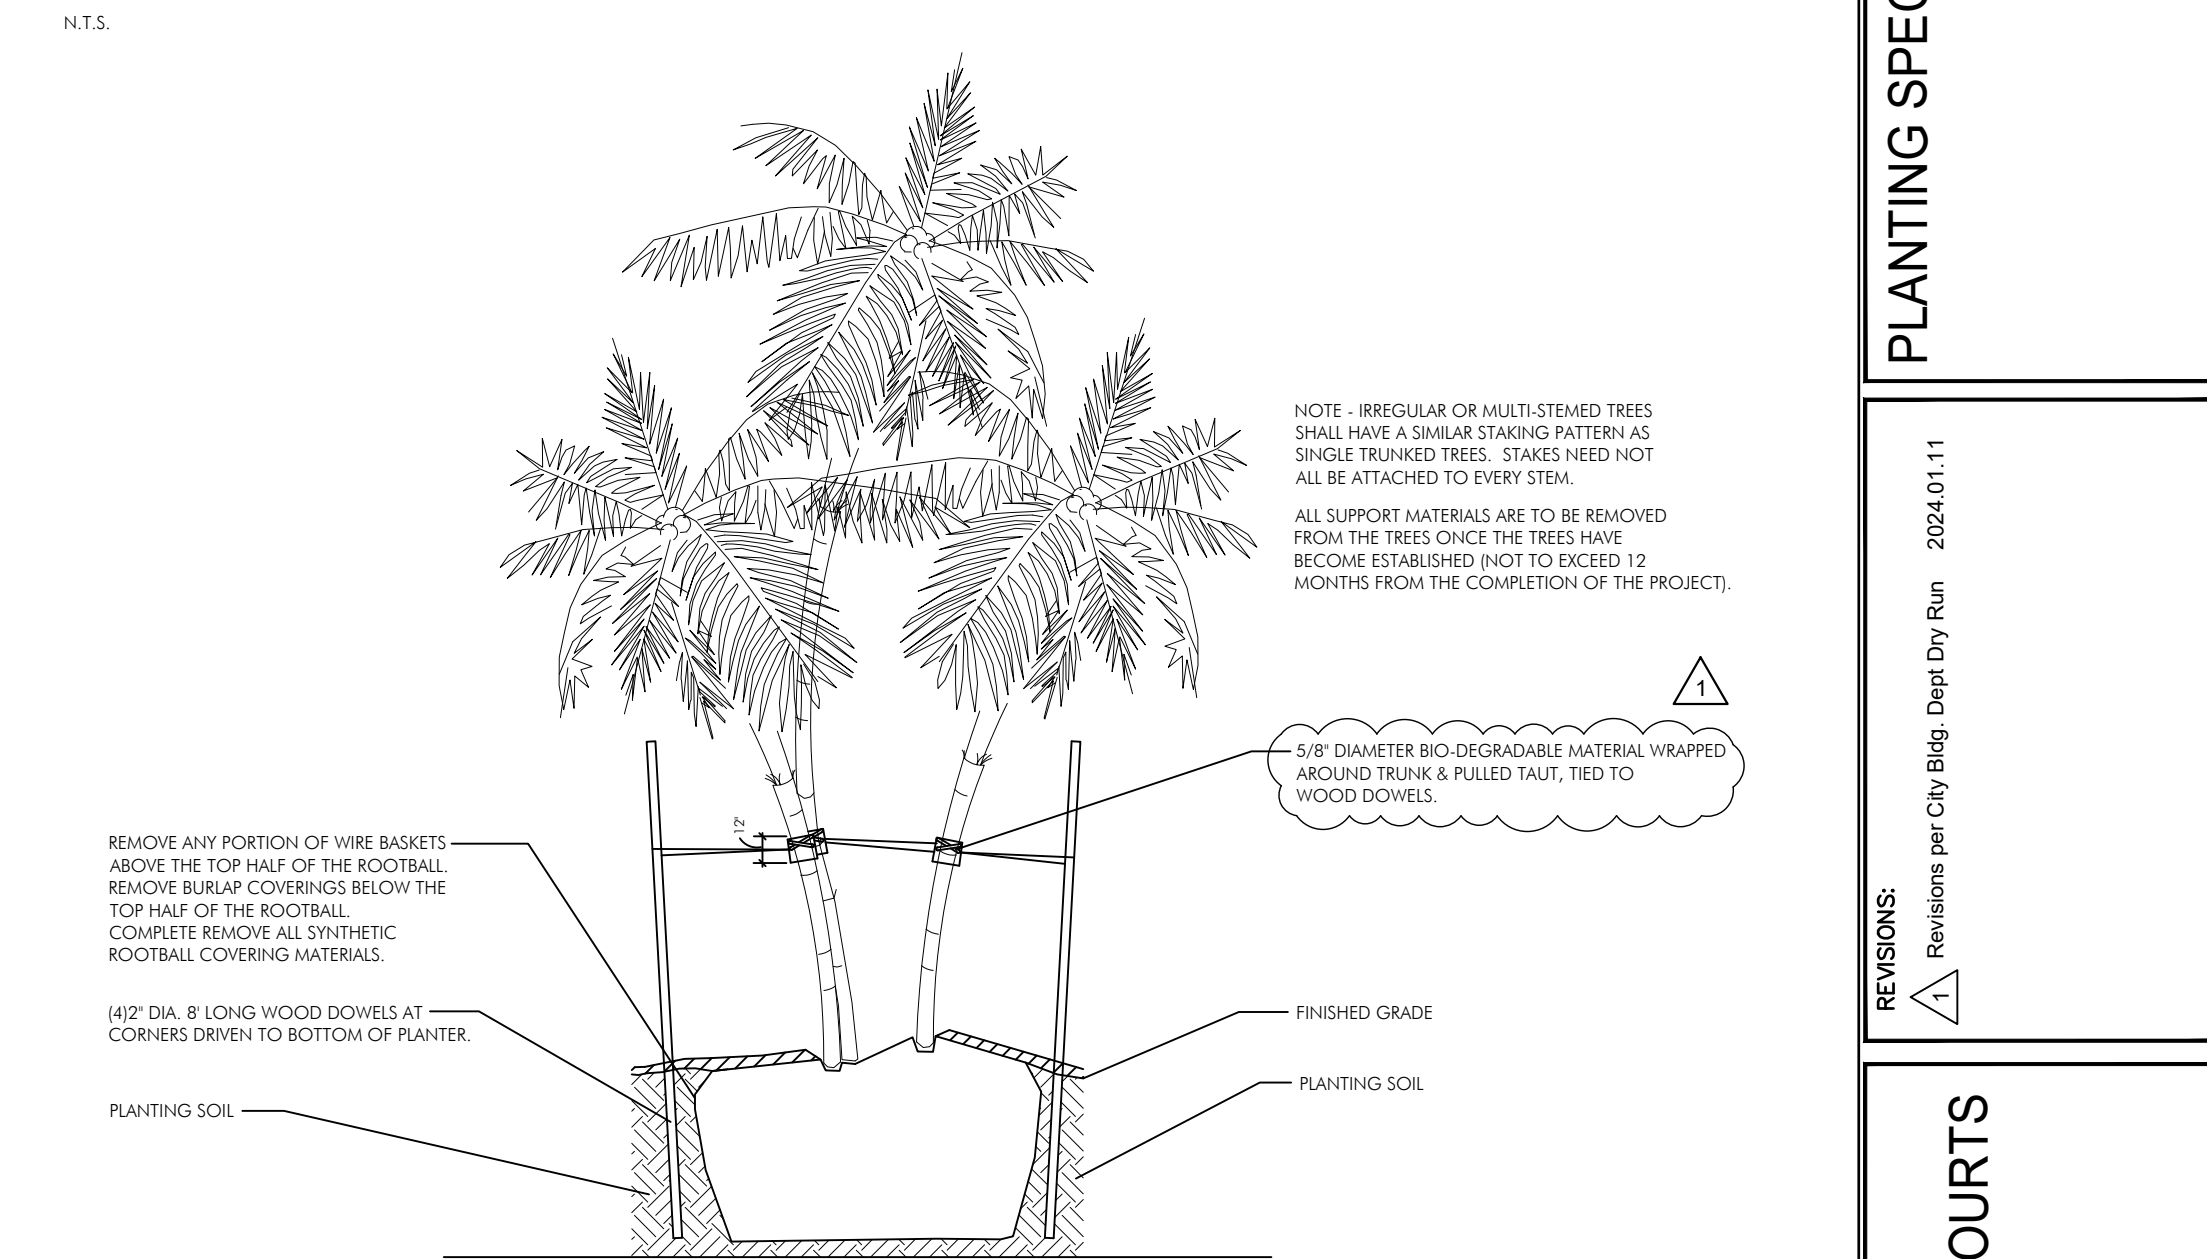 N.T.S.
NOTE - IRREGULAR OR MULTI-STEMED TREES
SHALL HAVE A SIMILAR STAKING PATTERN AS
SINGLE TRUNKED TREES. STAKES NEED NOT
ALL BE ATTACHED TO EVERY STEM.
ALL SUPPORT MATERIALS ARE TO BE REMOVED
FROM THE TREES ONCE THE TREES HAVE
BECOME ESTABLISHED (NOT TO EXCEED 12
MONTHS FROM THE COMPLETION OF THE PROJECT).
1
5/8" DIAMETER BIO-DEGRADABLE MATERIAL WRAPPED
AROUND TRUNK & PULLED TAUT, TIED TO
WOOD DOWELS.
12"
REMOVE ANY PORTION OF WIRE BASKETS
ABOVE THE TOP HALF OF THE ROOTBALL.
REMOVE BURLAP COVERINGS BELOW THE
TOP HALF OF THE ROOTBALL.
COMPLETE REMOVE ALL SYNTHETIC
ROOTBALL COVERING MATERIALS.
(4)2" DIA. 8' LONG WOOD DOWELS AT
CORNERS DRIVEN TO BOTTOM OF PLANTER.
PLANTING SOIL
FINISHED GRADE
PLANTING SOIL
PLANTING SPEC
REVISIONS:
1 Revisions per City Bldg. Dept Dry Run 2024.01.11
OURTS